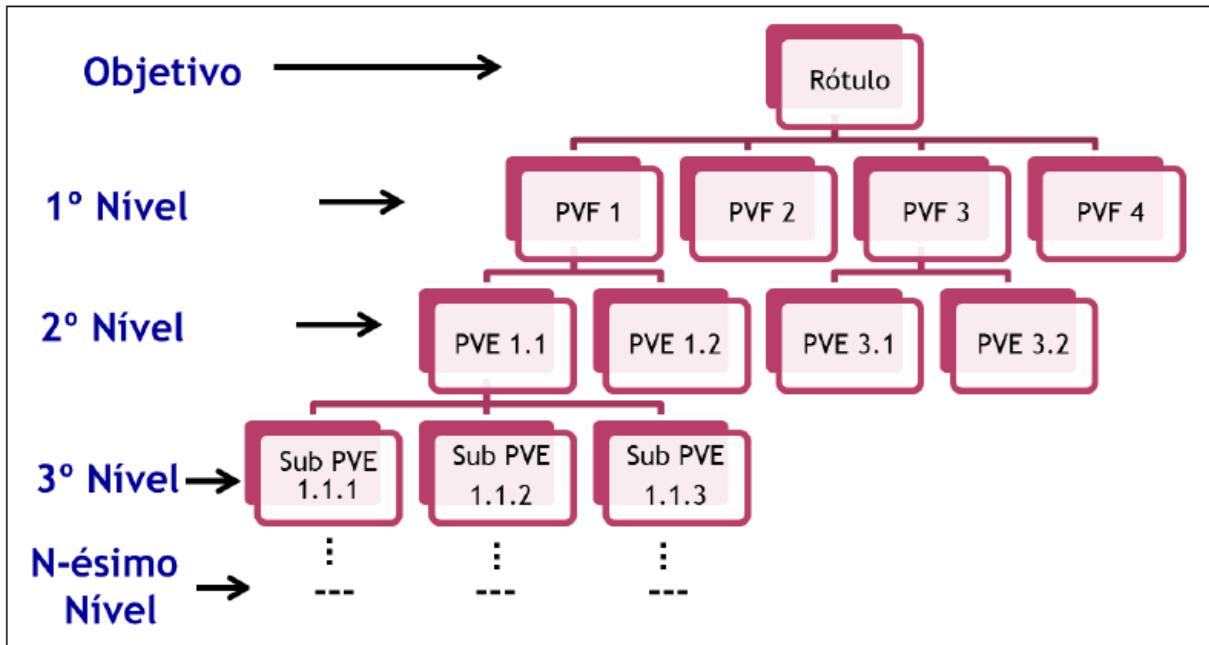 Objetivo
Rótulo
1º Nível
PVF 1
PVF 2
PVF 3
PVF 4
2º Nível
PVE 1.1
PVE 1.2
PVE 3.1
PVE 3.2
3º Nível
Sub PVE
1.1.1
Sub PVE
1.1.2
Sub PVE
1.1.3
N-ésimo
Nível